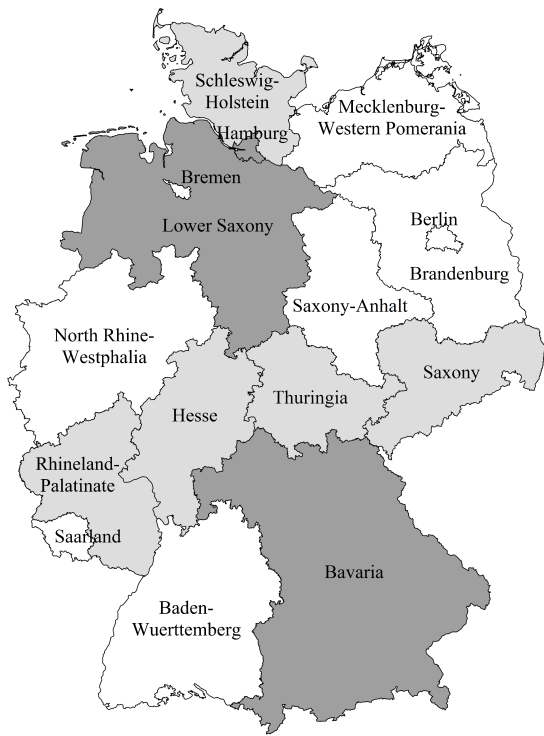 Schleswig-
Holstein
Mecklenburg-
Western Pomerania
Hamburg
Bremen
Lower Saxony
Berlin
Brandenburg
Saxony-Anhalt
North Rhine-
Westphalia
Saxony
Thuringia
Hesse
Rhineland-
Palatinate
Saarland
Bavaria
Baden-
Wuerttemberg